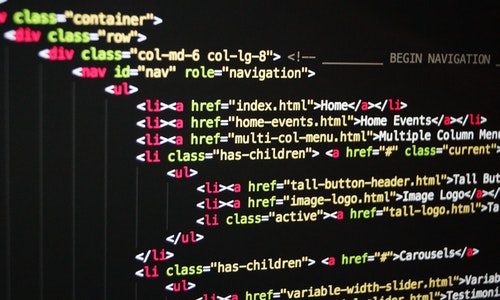 class="container">
<div class="row">
<div class="col-md-6 col-lg-8"> <!-- BEGIN NAVIGATION
<nav id="nav" role="navigation">
<ul>
<li><a href="index.html">Home</a></li>
<li><a href="home-events.html">Home Events</a></li>
<li><a href="multi-col-menu.html">Multiple Column Men
<li class="has-children"> <a href="#" class="current">
<ul>
<li><a href="tall-button-header.html">Tall But
<li><a href="image-logo.html">Image Logo</a></
<li class="active"><a href="tall-logo.html">Ta
</ul>
</li>
<li class="has-children"> <a href="#">Carousels</a>
<ul>
<li><a href="variable-width-slider.html">Variab
Testimoni